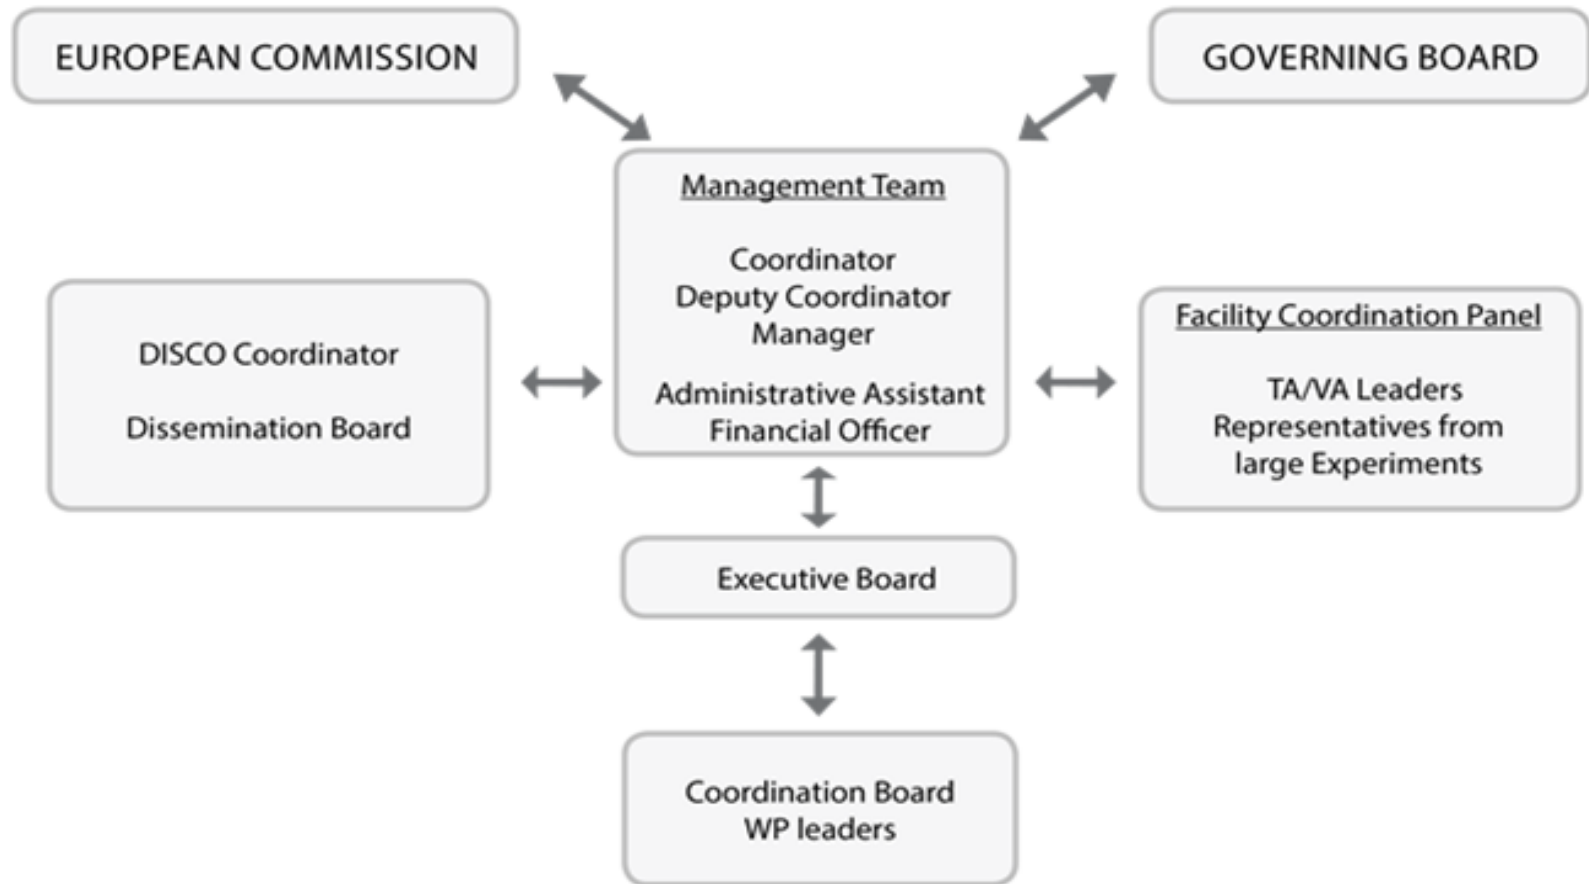 EUROPEAN COMMISSION
GOVERNING BOARD
Management Team
Coordinator
Deputy Coordinator
Manager
Administrative Assistant
Financial Officer
DISCO Coordinator
Dissemination Board
Facility Coordination Panel
TA/VA Leaders
Representatives from
large Experiments
Executive Board
Coordination Board
WP leaders